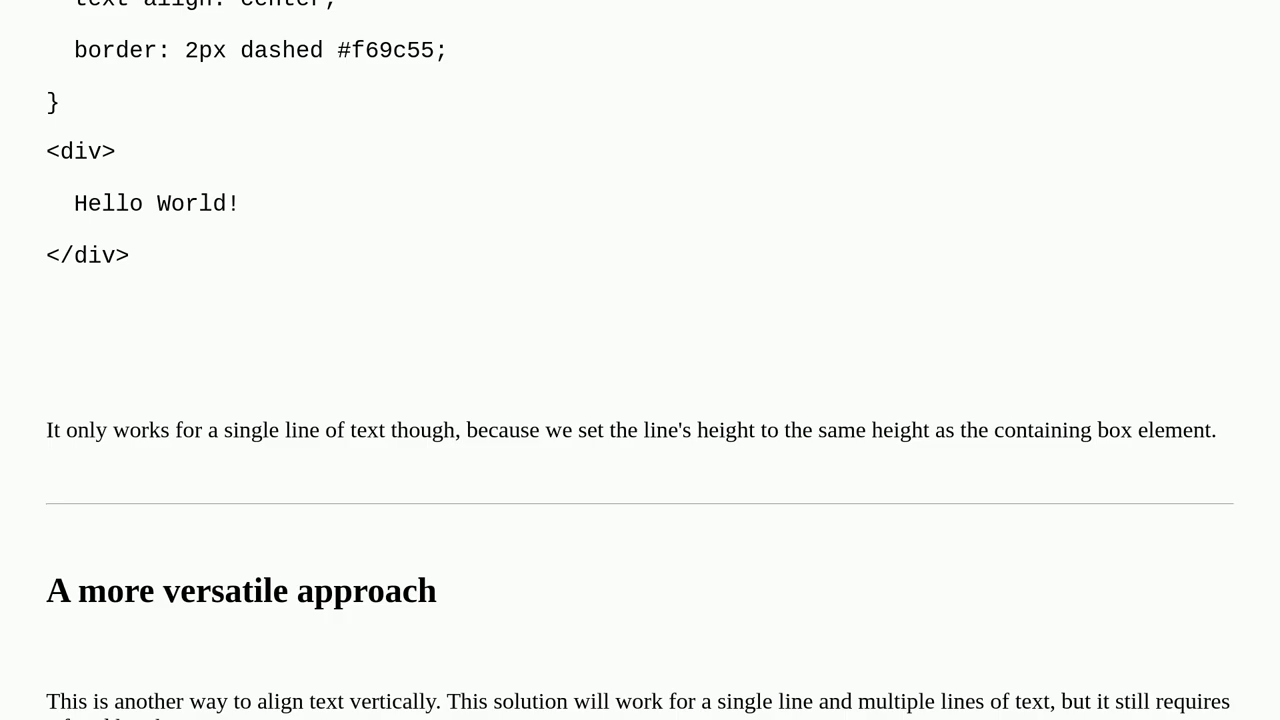 text-align: center;
border: 2px dashed #f69c55;
}
<div>
Hello World!
</div>
It only works for a single line of text though, because we set the line's height to the same height as the containing box element.
A more versatile approach
This is another way to align text vertically. This solution will work for a single line and multiple lines of text, but it still requires